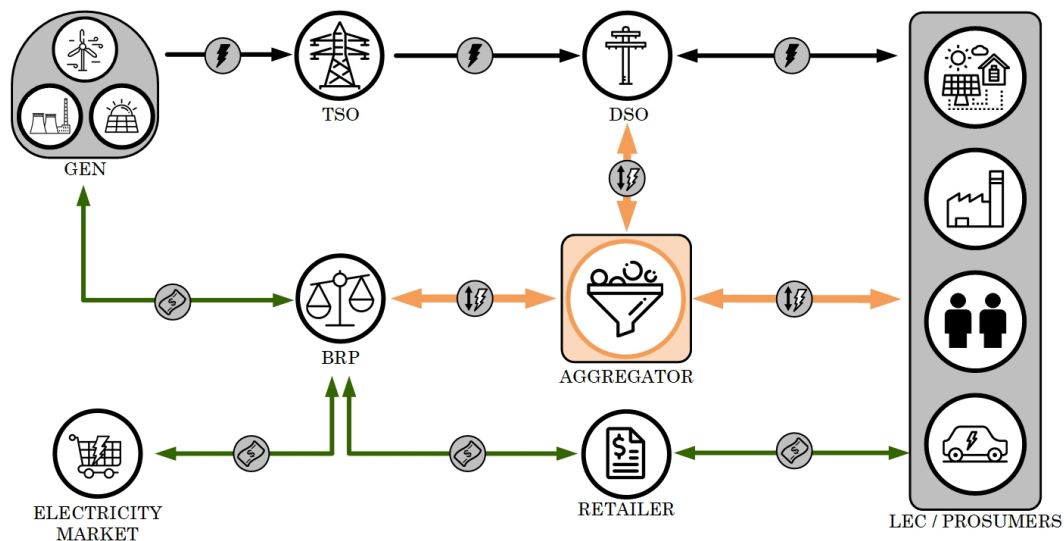 TSO
DSO
GEN
BRP
AGGREGATOR
$
$
$
$
$
ELECTRICITY
MARKET
RETAILER
LEC / PROSUMERS